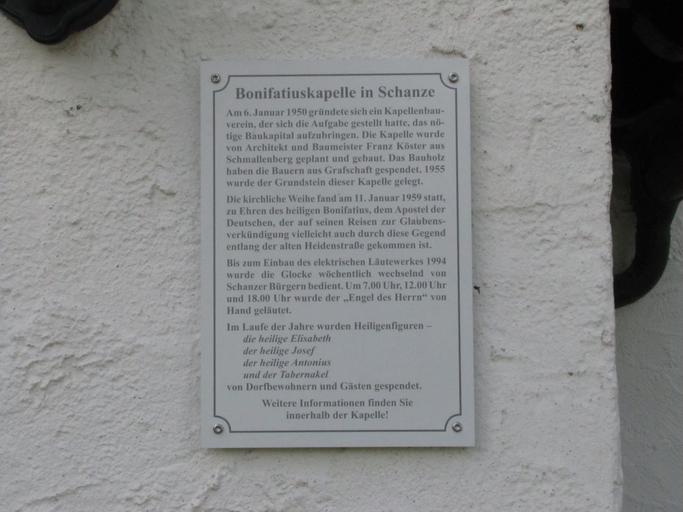 Bonifatiuskapelle in Schanze
Am 6. Januar 1950 gründete sich ein Kapellenbau-
verein, der sich die Aufgabe gestellt hatte, das nö-
tige Baukapital aufzubringen. Die Kapelle wurde
von Architekt und Baumeister Franz Köster aus
Schmallenberg geplant und gebaut. Das Bauholz
haben die Bauern aus Grafschaft gespendet. 1955
wurde der Grundstein dieser Kapelle gelegt.
Die kirchliche Weihe fand am 11. Januar 1959 statt,
zu Ehren des heiligen Bonifatius, dem Apostel der
Deutschen, der auf seinen Reisen zur Glaubens-
verkündigung vielleicht auch durch diese Gegend
entlang der alten Heidenstraße gekommen ist.
Bis zum Einbau des elektrischen Läutewerkes 1994
wurde die Glocke wöchentlich wechselnd von
Schanzer Bürgern bedient. Um 7.00 Uhr, 12.00 Uhr
und 18.00 Uhr wurde der „Engel des Herrn“ von
Hand geläutet.
Im Laufe der Jahre wurden Heiligenfiguren –
die heilige Elisabeth
der heilige Josef
der heilige Antonius
und der Tabernakel
von Dorfbewohnern und Gästen gespendet.
Weitere Informationen finden Sie
innerhalb der Kapelle!